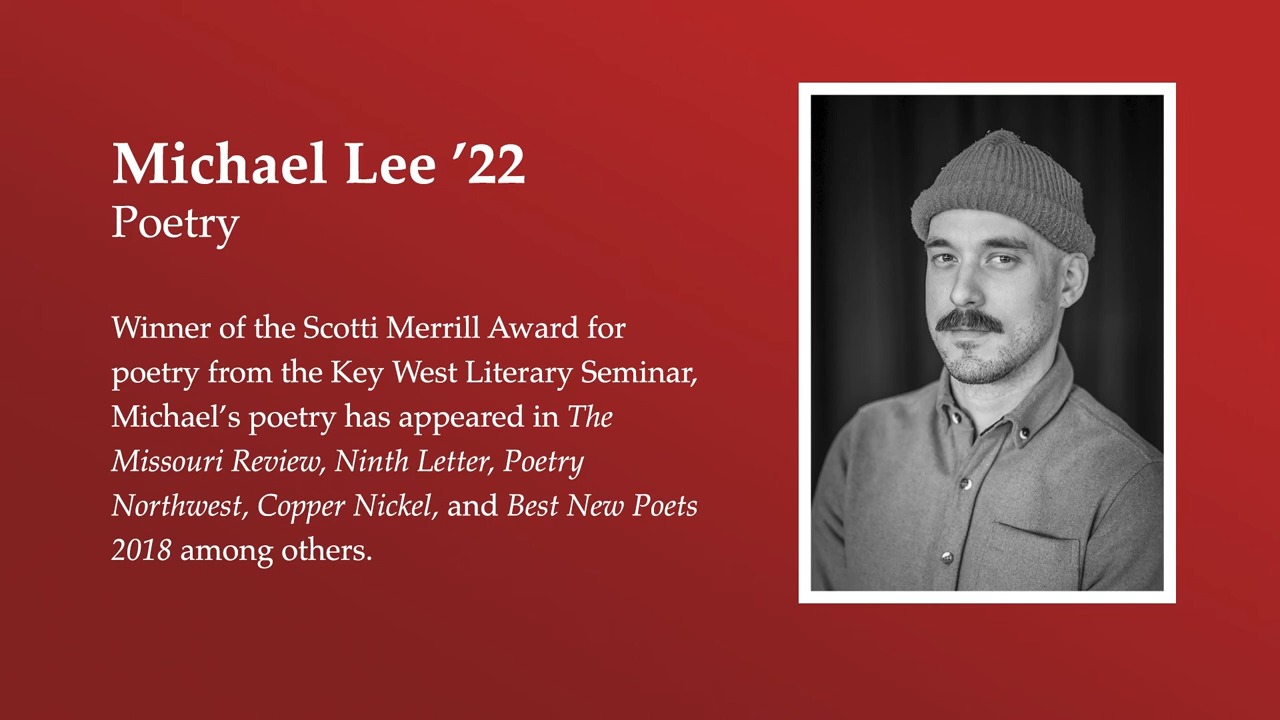 Michael Lee ’22
Poetry
Winner of the Scotti Merrill Award for
poetry from the Key West Literary Seminar,
Michael’s poetry has appeared in The
Missouri Review, Ninth Letter, Poetry
Northwest, Copper Nickel, and Best New Poets
2018 among others.